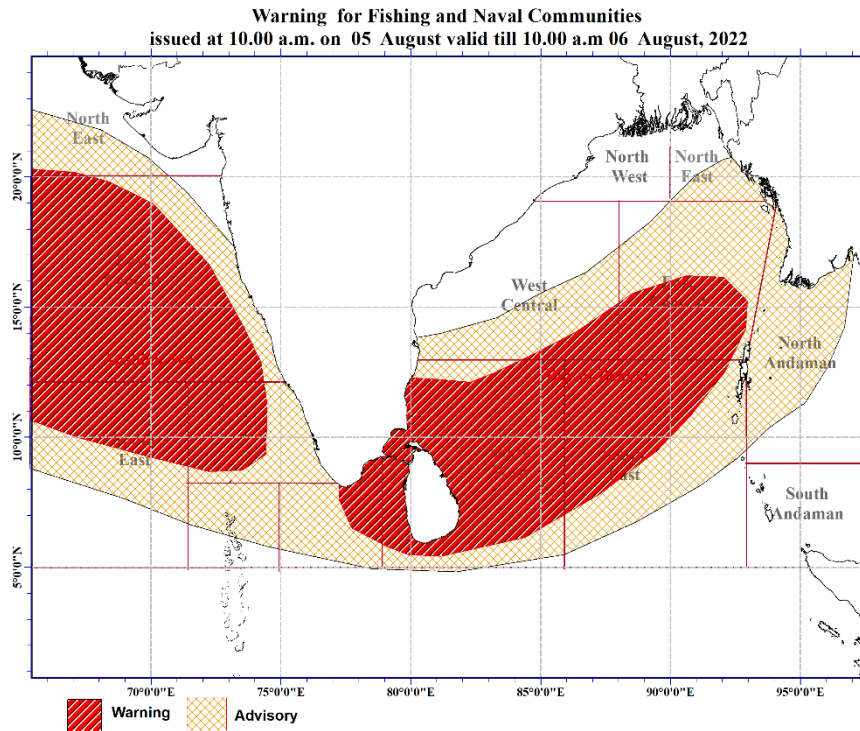 Warning for Fishing and Naval Communities
issued at 10.00 a.m. on 05 August valid till 10.00 a.m 06 August, 2022
North
East
North
West
North
East
West
Central
North
Andaman
East
East
South
Andaman
20°0'0"N
15°0'0"N
10°0'0"N
5°0'0"N
70°0'0"E
75°0'0"E
80°0'0"E
85°0'0"E
90°0'0"E
95°0'0"E
Warning
Advisory